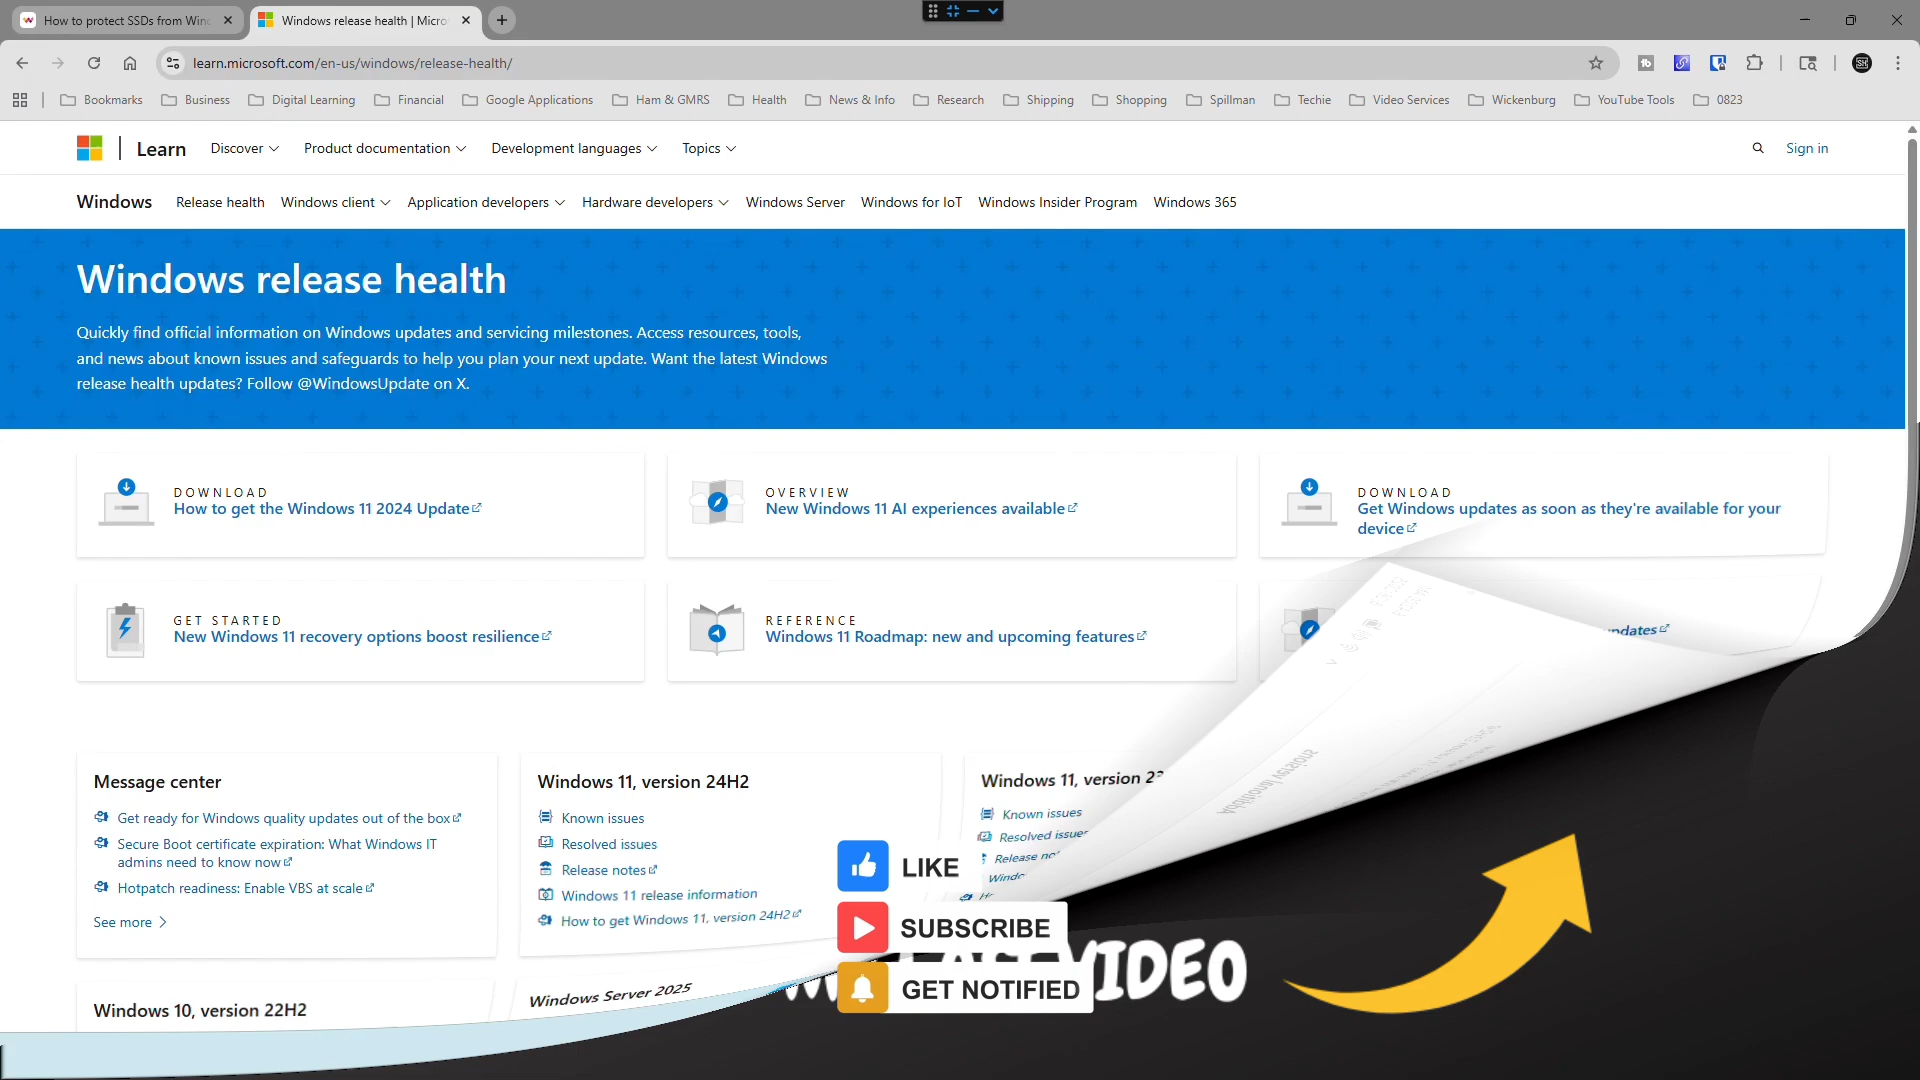 How to protect SSDs from Win
Windows release health | Micro
learn.microsoft.com/en-us/windows/release-health/
Bookmarks
Business
Digital Learning
Financial
Google Applications
Ham & GMRS
Health
News & Info
Research
Shipping
Shopping
Spillman
Techie
Video Services
Wickenburg
YouTube Tools
0823
Learn
Discover
Product documentation
Development languages
Topics
Sign in
Windows
Release health
Windows client
Application developers
Hardware developers
Windows Server
Windows for IoT
Windows Insider Program
Windows 365
Windows release health
Quickly find official information on Windows updates and servicing milestones. Access resources, tools,
and news about known issues and safeguards to help you plan your next update. Want the latest Windows
release health updates? Follow @WindowsUpdate on X.
DOWNLOAD
How to get the Windows 11 2024 Update
OVERVIEW
New Windows 11 AI experiences available
DOWNLOAD
Get Windows updates as soon as they're available for your
device
GET STARTED
New Windows 11 recovery options boost resilience
REFERENCE
Windows 11 Roadmap: new and upcoming features
Message center
Get ready for Windows quality updates out of the box
Secure Boot certificate expiration: What Windows IT
admins need to know now
Hotpatch readiness: Enable VBS at scale
See more
Windows 11, version 24H2
Known issues
Resolved issues
Release notes
Windows 11 release information
How to get Windows 11, version 24H2
Windows 11, version
Known issues
Resolved issues
Release
Windows 10, version 22H2
Windows Server 2025
Additional versions
LIKE
SUBSCRIBE
GET NOTIFIED
VIDEO